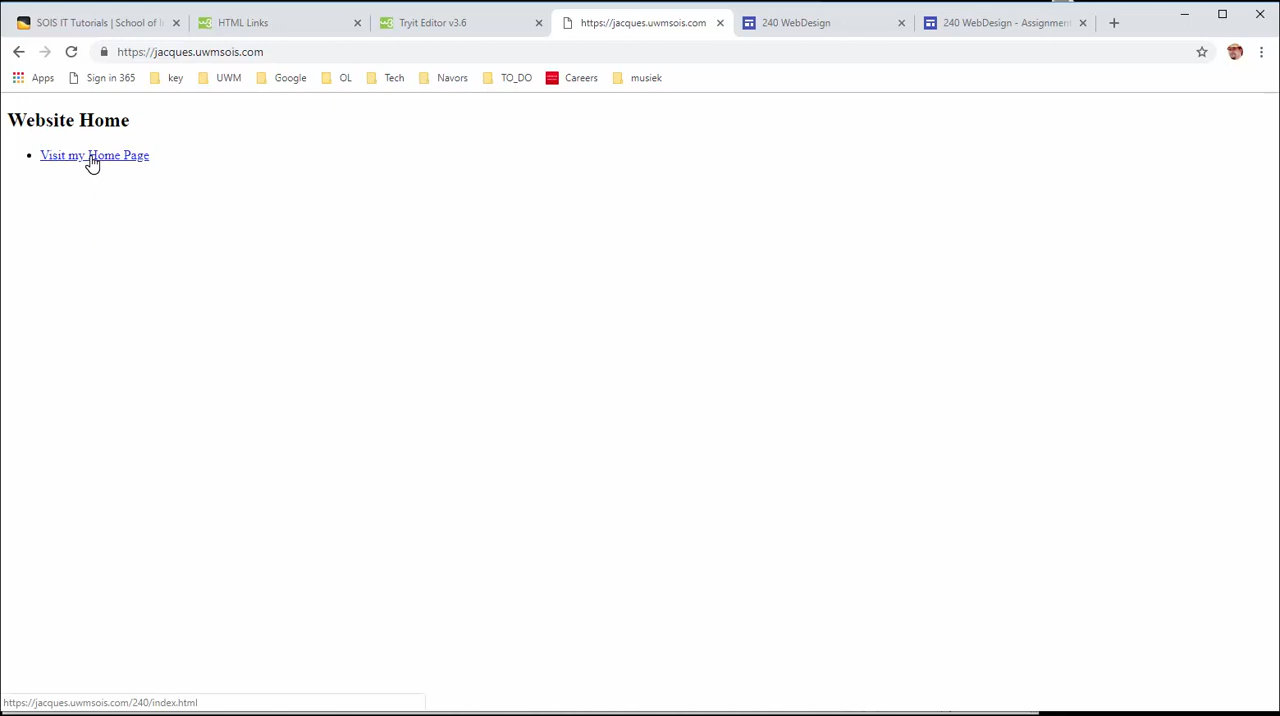 SOIS IT Tutorials | School of I
HTML Links
Tryit Editor v3.6
https://jacques.uwmsois.com
240 WebDesign
240 WebDesign - Assignment
https://jacques.uwmsois.com
Apps
Sign in 365
key
UWM
Google
OL
Tech
Navors
TO_DO
Careers
musiek
Website Home
• Visit my Home Page
https://jacques.uwmsois.com/240/index.html